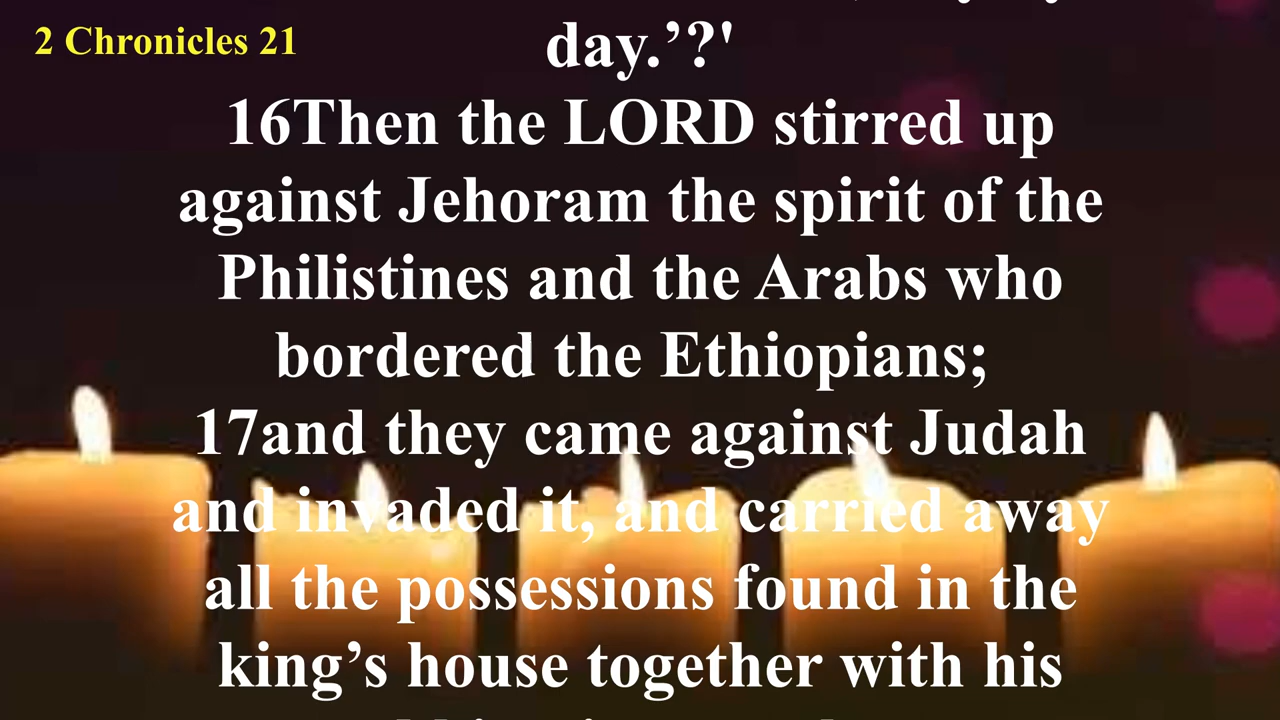 2 Chronicles 21
day.’?'
16Then the LORD stirred up
against Jehoram the spirit of the
Philistines and the Arabs who
bordered the Ethiopians;
17and they came against Judah
and invaded it, and carried away
all the possessions found in the
king’s house together with his